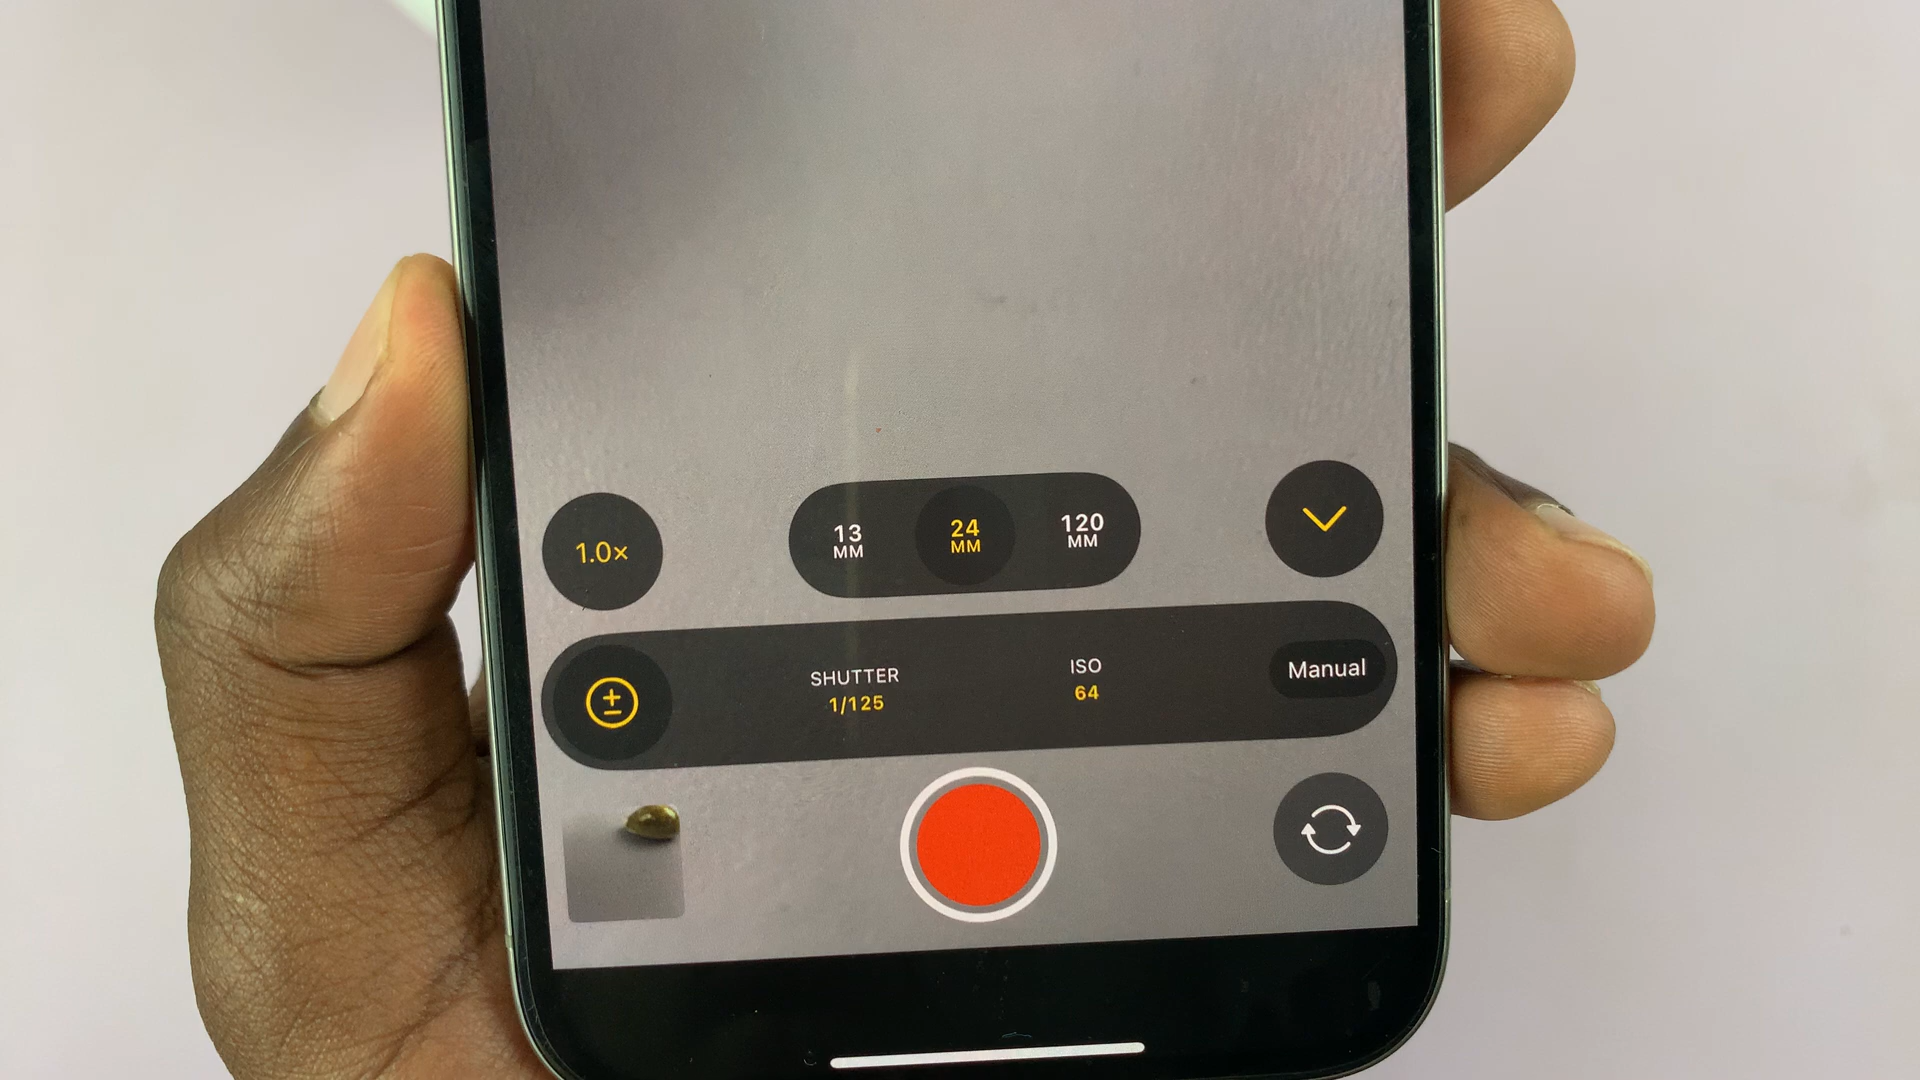 1.0×
13
MM
24
MM
120
MM
SHUTTER
1/125
ISO
64
Manual